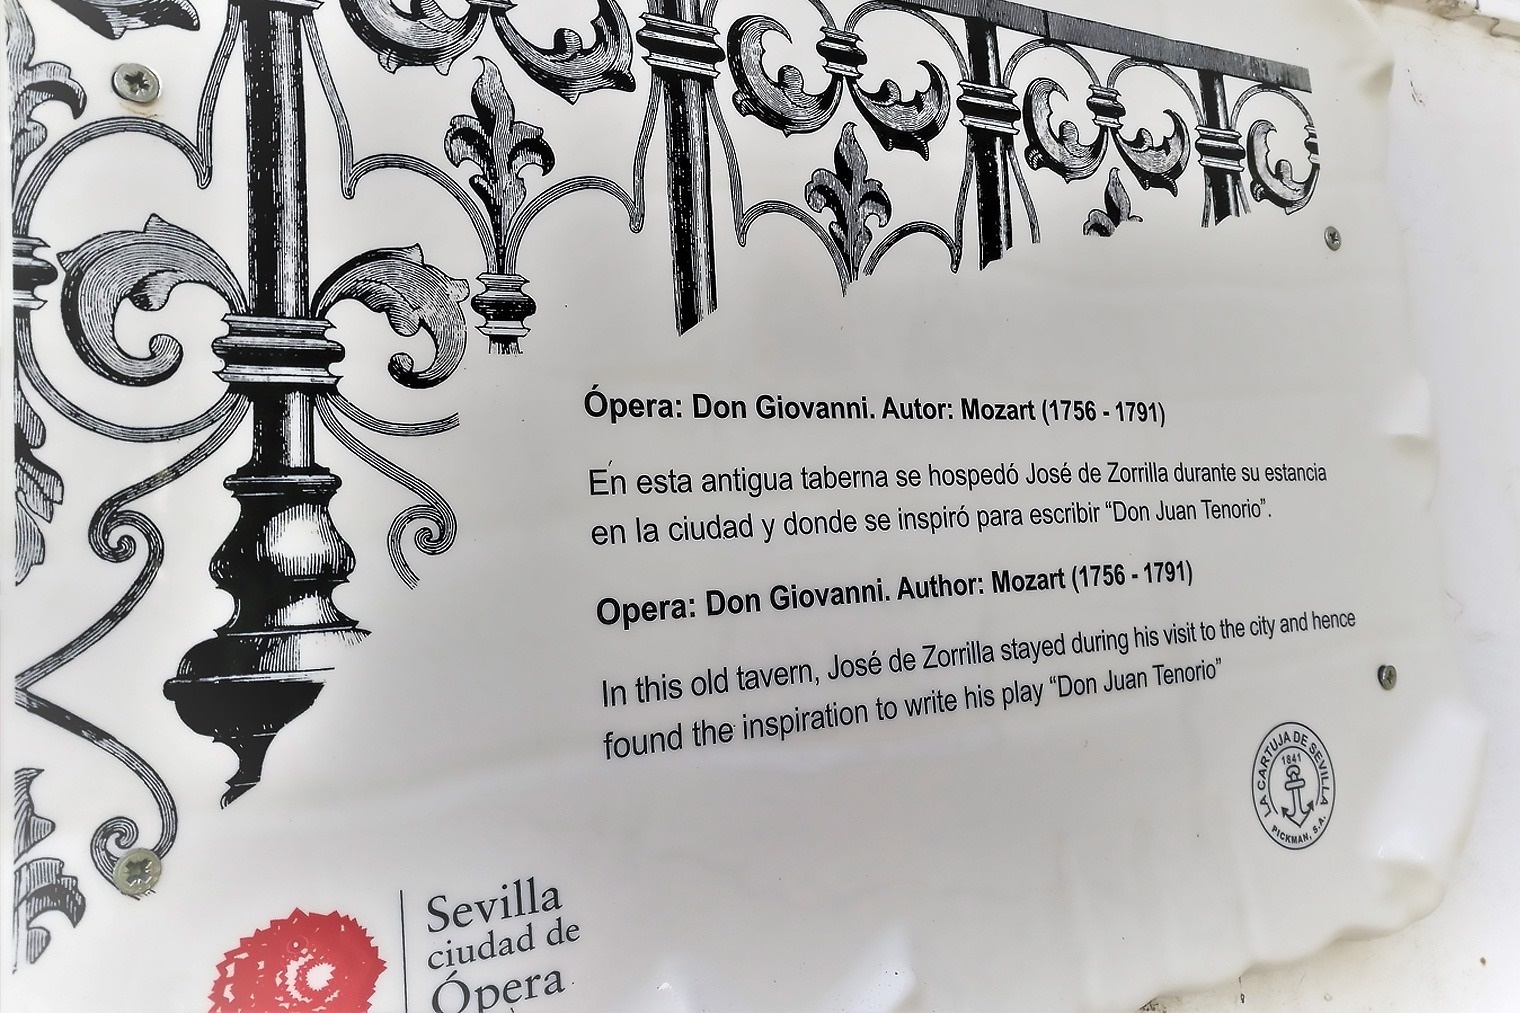 Ópera: Don Giovanni. Autor: Mozart (1756 - 1791)
En esta antigua taberna se hospedó José de Zorrilla durante su estancia
en la ciudad y donde se inspiró para escribir “Don Juan Tenorio”.
Opera: Don Giovanni. Author: Mozart (1756 - 1791)
In this old tavern, José de Zorrilla stayed during his visit to the city and hence
found the inspiration to write his play “Don Juan Tenorio”
LA CARTUJA DE SEVILLA
1841
PICKMAN, S.A.
Sevilla
ciudad de
Ópera